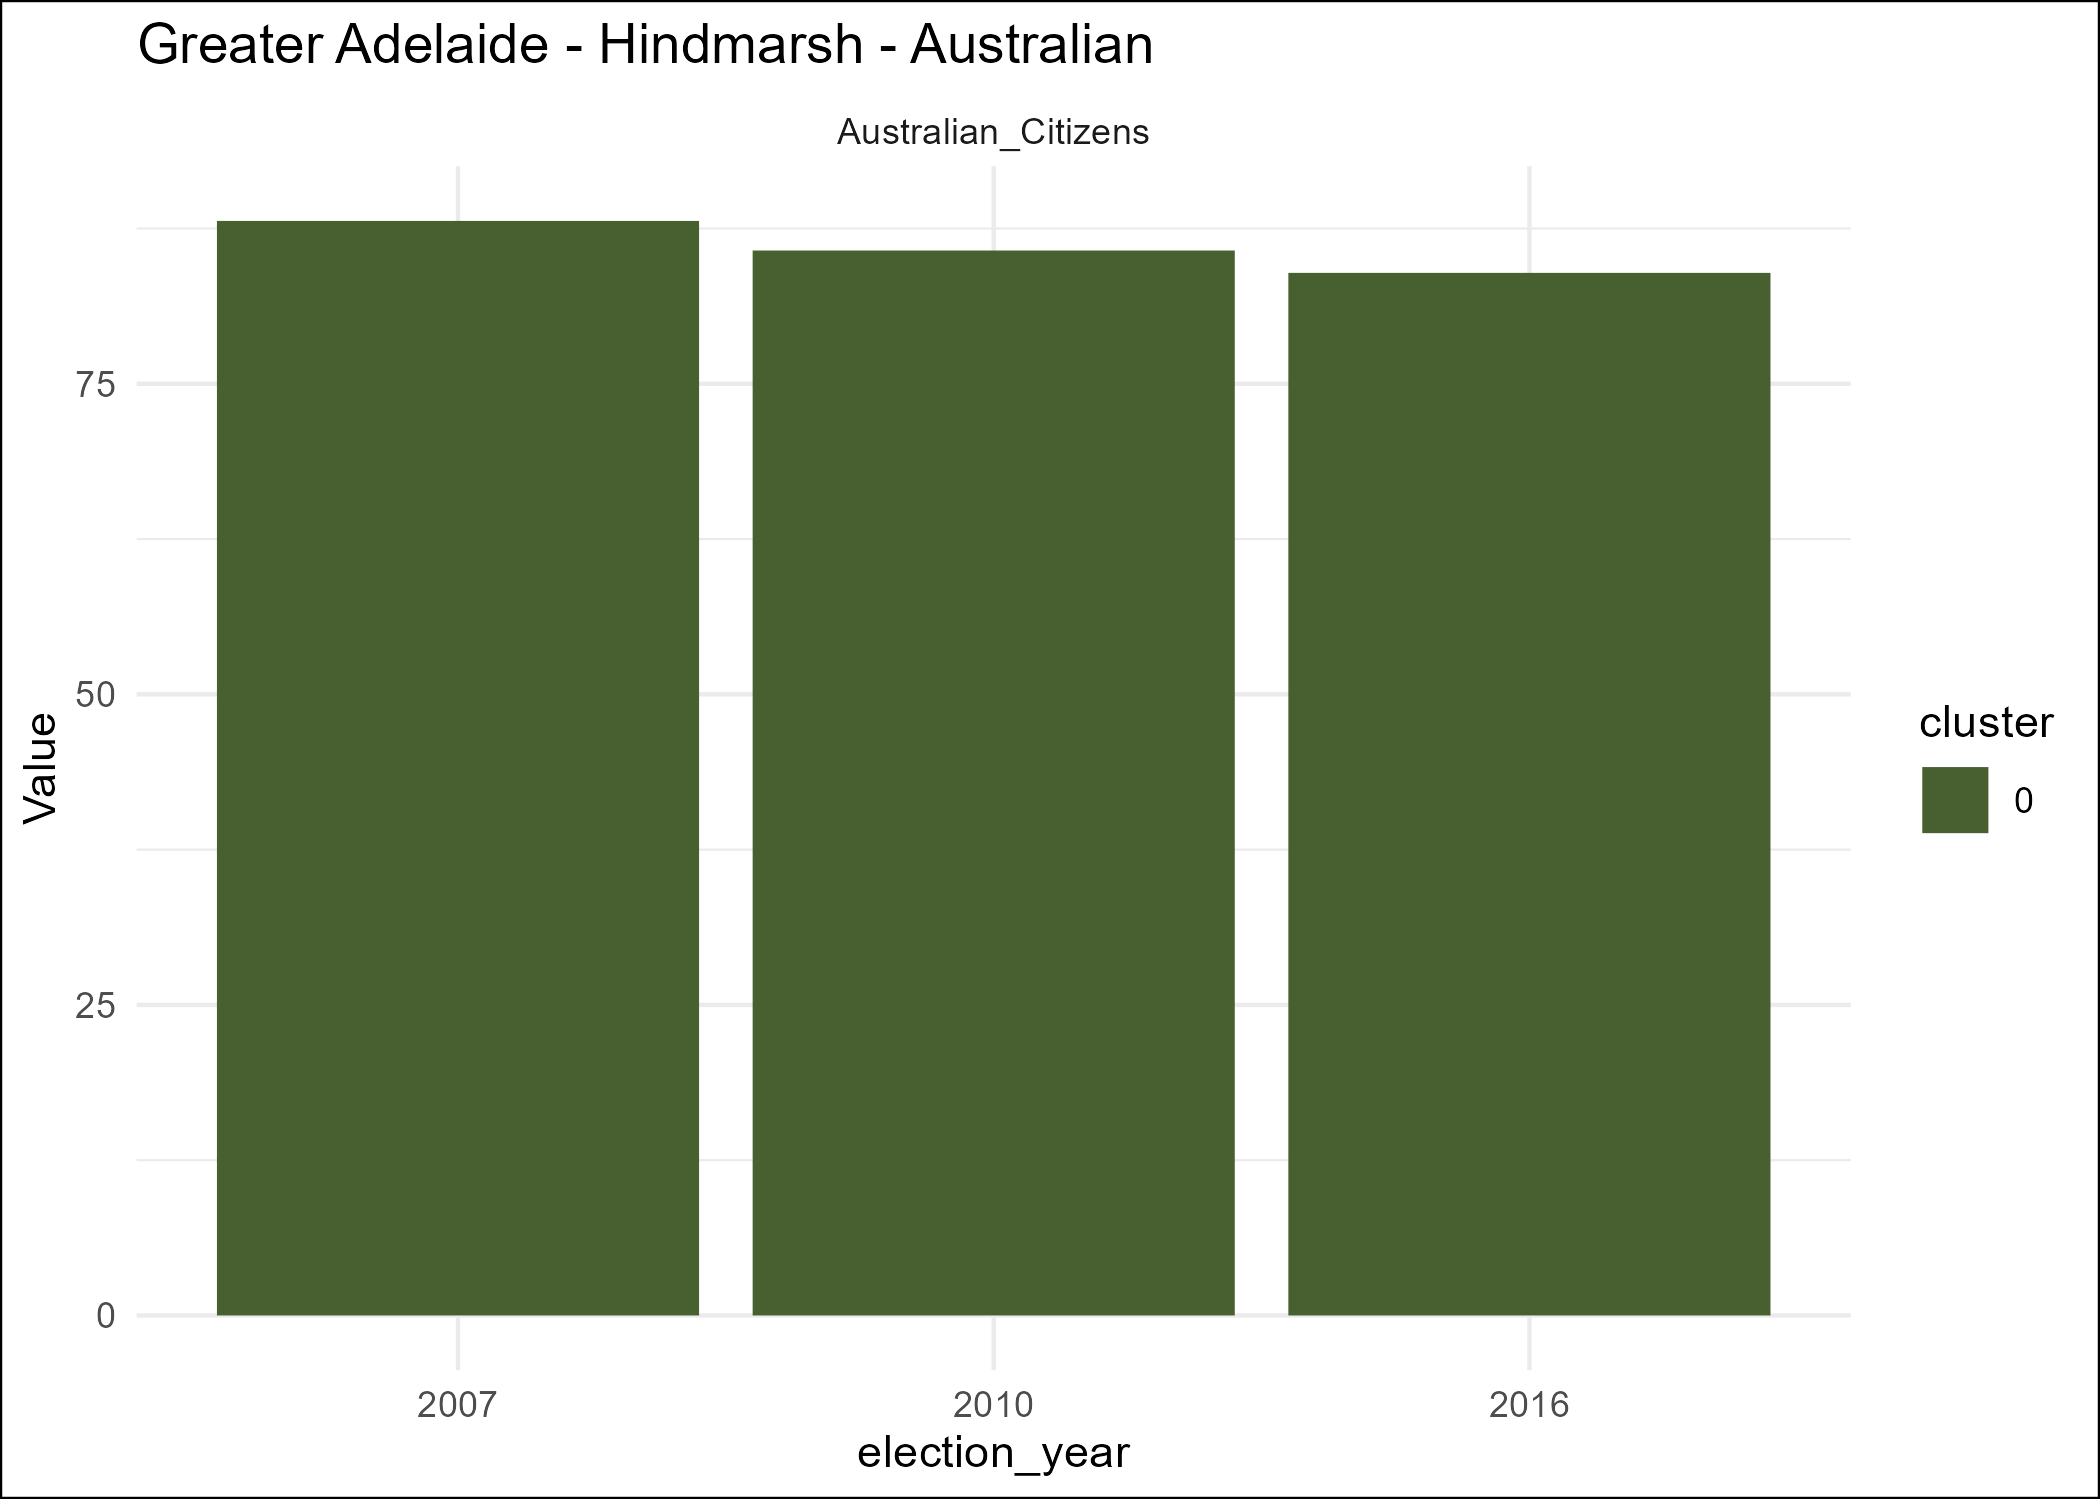 Greater Adelaide - Hindmarsh - Australian
Australian_Citizens
75
50
25
0
Value
2007
2010
2016
election_year
cluster
0